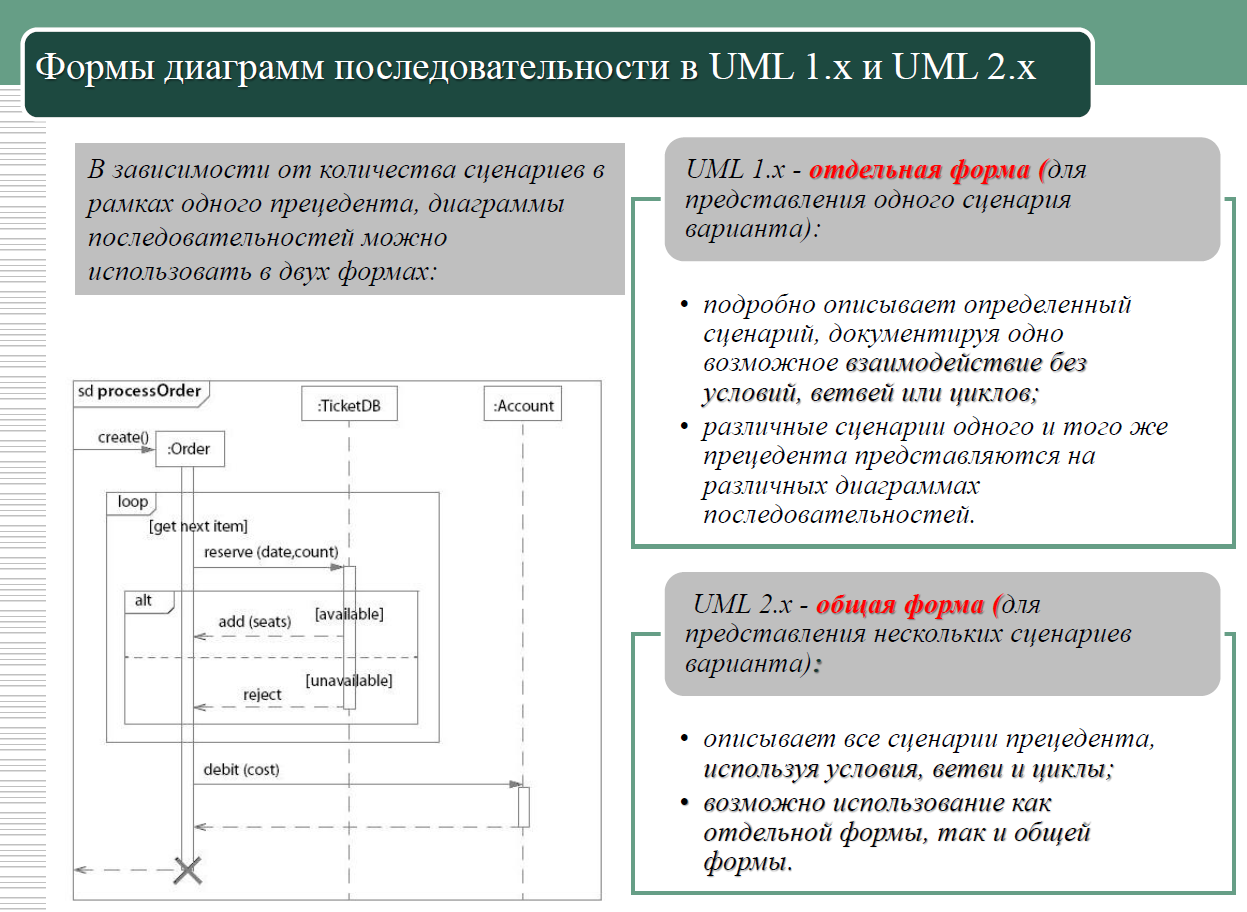 Формы диаграмм последовательности в UML 1.x и UML 2.x
В зависимости от количества сценариев в
рамках одного прецедента, диаграммы
последовательностей можно
использовать в двух формах:
sd processOrder
:TicketDB
:Account
create()
:Order
loop
[get next item]
reserve (date,count)
alt
[available]
add (seats)
[unavailable]
reject
debit (cost)
UML 1.x - отдельная форма (для
представления одного сценария
варианта):
• подробно описывает определенный
сценарий, документируя одно
возможное взаимодействие без
условий, ветвей или циклов;
• различные сценарии одного и того же
прецедента представляются на
различных диаграммах
последовательностей.
UML 2.x - общая форма (для
представления нескольких сценариев
варианта):
• описывает все сценарии прецедента,
используя условия, ветви и циклы;
• возможно использование как
отдельной формы, так и общей
формы.